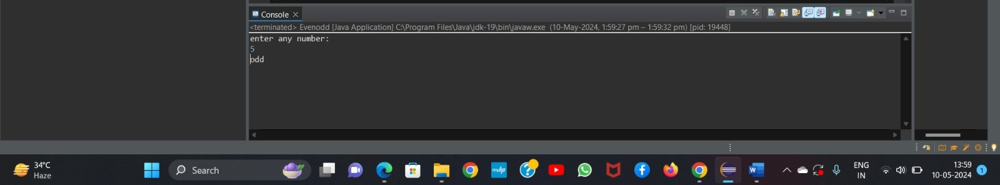 Console
<terminated> Evenodd [Java Application] C:\Program Files\Java\jdk-19\bin\javaw.exe (10-May-2024, 1:59:27 pm – 1:59:32 pm) [pid: 19448]
enter any number:
5
odd
34°C
Haze
Search
myhp
?
f
W
ENG
IN
13:59
10-05-2024
1